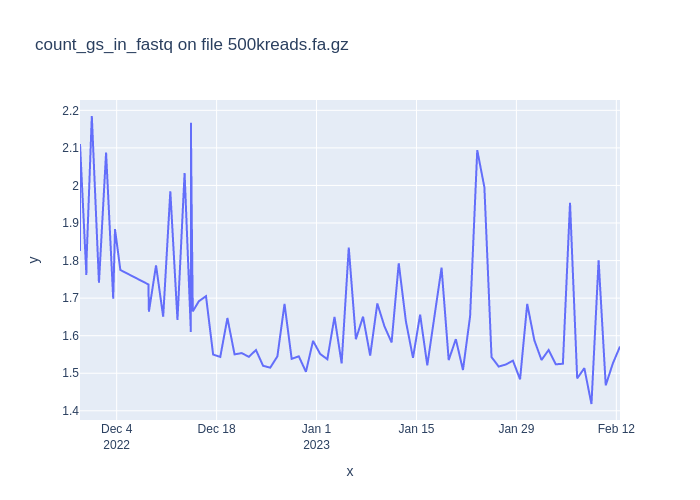 count_gs_in_fastq on file 500kreads.fa.gz
2.2
2.1
2
1.9
1.8
1.7
1.6
1.5
1.4
y
Dec 4
2022
Dec 18
Jan 1
2023
Jan 15
Jan 29
Feb 12
x